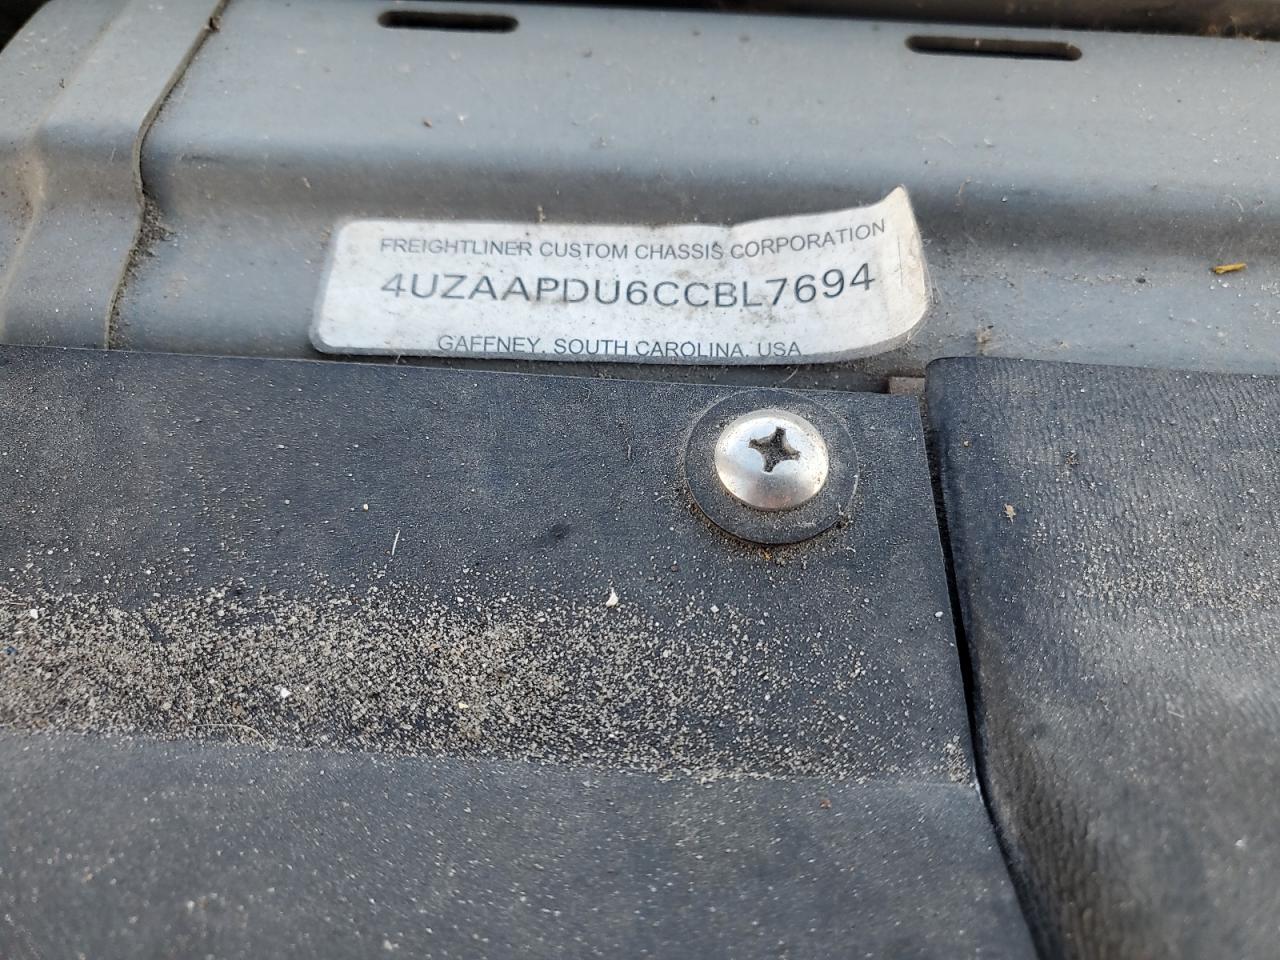 FREIGHTLINER CUSTOM CHASSIS CORPORATION
4UZAAPDU6CCBL7694
GAFFNEY, SOUTH CAROLINA, USA